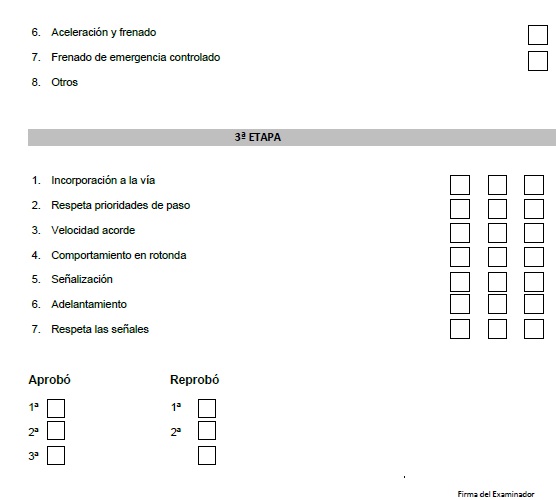 6. Aceleración y frenado
7. Frenado de emergencia controlado
8. Otros
3ª ETAPA
1. Incorporación a la vía
2. Respeta prioridades de paso
3. Velocidad acorde
4. Comportamiento en rotonda
5. Señalización
6. Adelantamiento
7. Respeta las señales
Aprobó Reprobó
1ª 1ª
2ª 2ª
3ª
Firma del Examinador